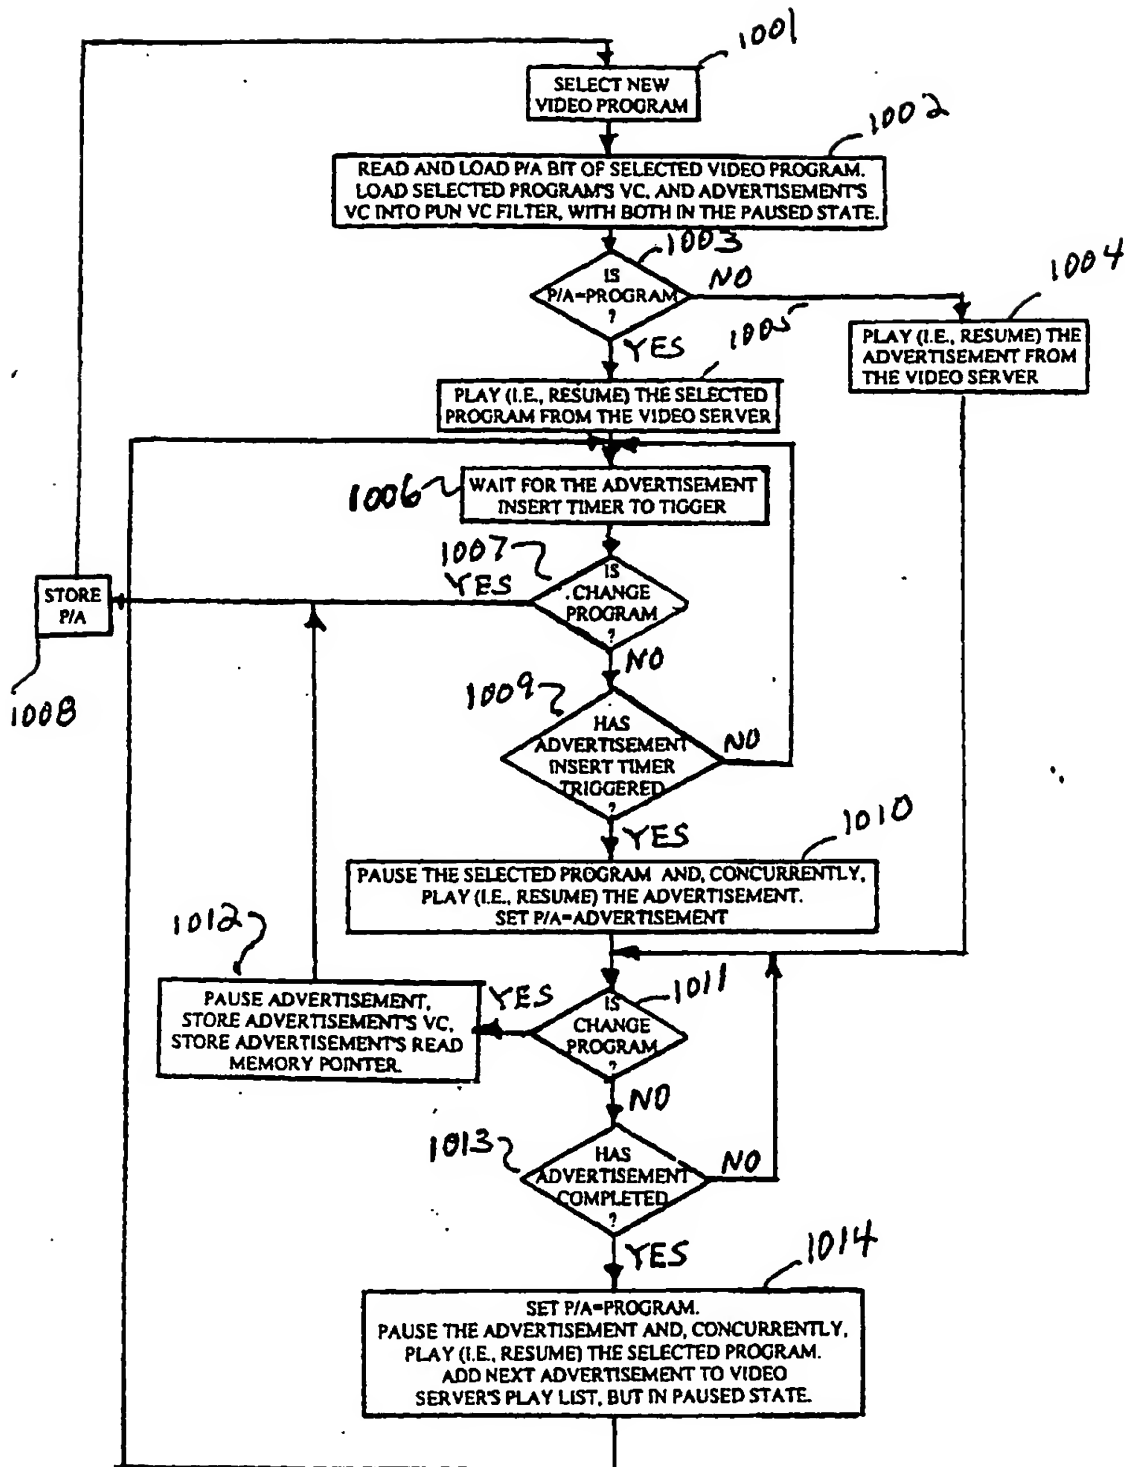 1001
SELECT NEW
VIDEO PROGRAM
1002
READ AND LOAD P/A BIT OF SELECTED VIDEO PROGRAM.
LOAD SELECTED PROGRAM'S VC, AND ADVERTISEMENT'S
VC INTO PUN VC FILTER, WITH BOTH IN THE PAUSED STATE.
1003
IS
P/A=PROGRAM
?
NO
1004
PLAY (I.E., RESUME) THE
ADVERTISEMENT FROM
THE VIDEO SERVER
YES
1005
PLAY (I.E., RESUME) THE SELECTED
PROGRAM FROM THE VIDEO SERVER
1006
WAIT FOR THE ADVERTISEMENT
INSERT TIMER TO TIGGER
1007
YES
IS
CHANGE
PROGRAM
?
STORE
P/A
1008
NO
1009
HAS
ADVERTISEMENT
INSERT TIMER
TRIGGERED
?
NO
YES
1010
PAUSE THE SELECTED PROGRAM AND, CONCURRENTLY,
PLAY (I.E., RESUME) THE ADVERTISEMENT.
SET P/A=ADVERTISEMENT
1011
IS
CHANGE
PROGRAM
?
YES
1012
PAUSE ADVERTISEMENT,
STORE ADVERTISEMENT'S VC,
STORE ADVERTISEMENT'S READ
MEMORY POINTER.
NO
1013
HAS
ADVERTISEMENT
COMPLETED
?
NO
YES
1014
SET P/A=PROGRAM.
PAUSE THE ADVERTISEMENT AND, CONCURRENTLY,
PLAY (I.E., RESUME) THE SELECTED PROGRAM.
ADD NEXT ADVERTISEMENT TO VIDEO
SERVER'S PLAY LIST, BUT IN PAUSED STATE.